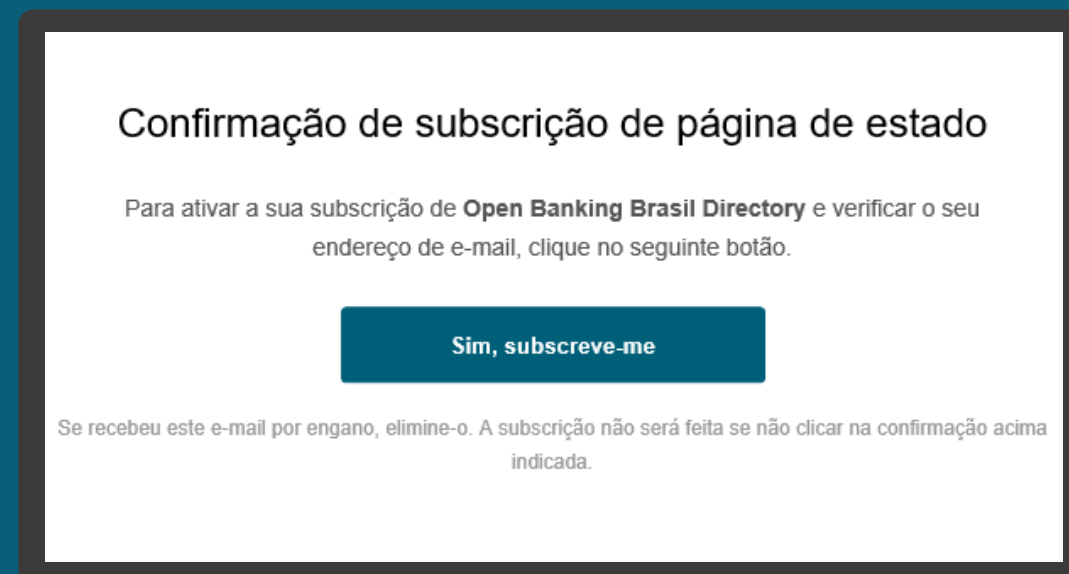 Confirmação de subscrição de página de estado
Para ativar a sua subscrição de Open Banking Brasil Directory e verificar o seu
endereço de e-mail, clique no seguinte botão.
Sim, subscreve-me
Se recebeu este e-mail por engano, elimine-o. A subscrição não será feita se não clicar na confirmação acima
indicada.